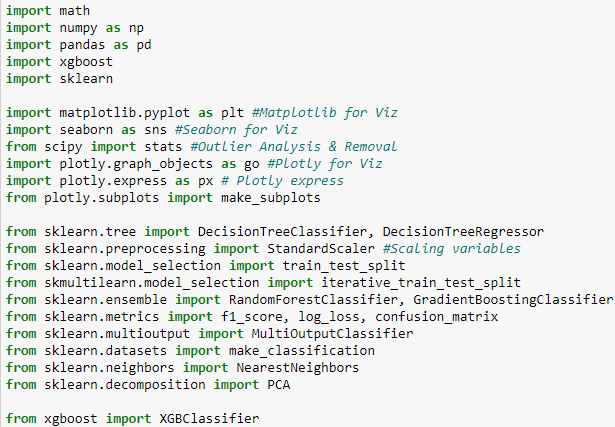 import math
import numpy as np
import pandas as pd
import xgboost
import sklearn
import matplotlib.pyplot as plt #Matplotlib for Viz
import seaborn as sns #Seaborn for Viz
from scipy import stats #Outlier Analysis & Removal
import plotly.graph_objects as go #Plotly for Viz
import plotly.express as px # Plotly express
from plotly.subplots import make_subplots
from sklearn.tree import DecisionTreeClassifier, DecisionTreeRegressor
from sklearn.preprocessing import StandardScaler #Scaling variables
from sklearn.model_selection import train_test_split
from skmultilearn.model_selection import iterative_train_test_split
from sklearn.ensemble import RandomForestClassifier, GradientBoostingClassifier
from sklearn.metrics import f1_score, log_loss, confusion_matrix
from sklearn.multioutput import MultiOutputClassifier
from sklearn.datasets import make_classification
from sklearn.neighbors import NearestNeighbors
from sklearn.decomposition import PCA
from xgboost import XGBClassifier